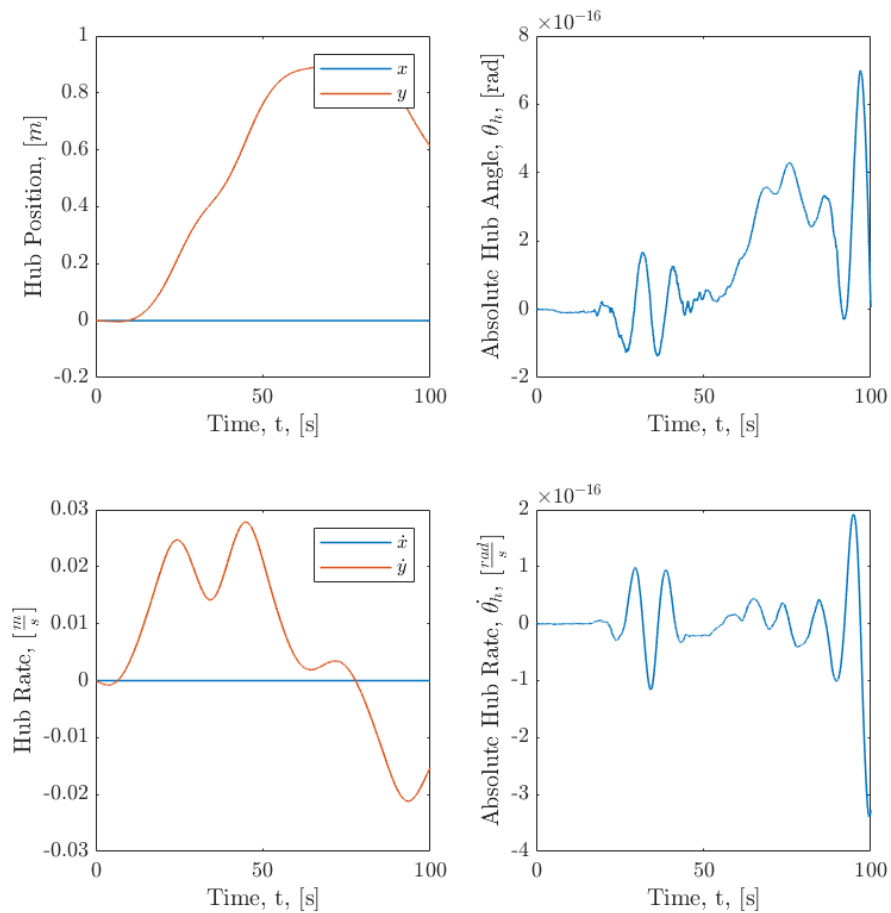 1
0.8
0.6
0.4
0.2
0
-0.2
0 50 100
Time, t, [s]
Hub Position, [m]
x
y
×10⁻¹⁶
8
6
4
2
0
-2
0 50 100
Time, t, [s]
Absolute Hub Angle, θ_h, [rad]
0.03
0.02
0.01
0
-0.01
-0.02
-0.03
0 50 100
Time, t, [s]
Hub Rate, [m/s]
ẋ
ẏ
×10⁻¹⁶
2
1
0
-1
-2
-3
-4
0 50 100
Time, t, [s]
Absolute Hub Rate, θ̇_h, [rad/s]